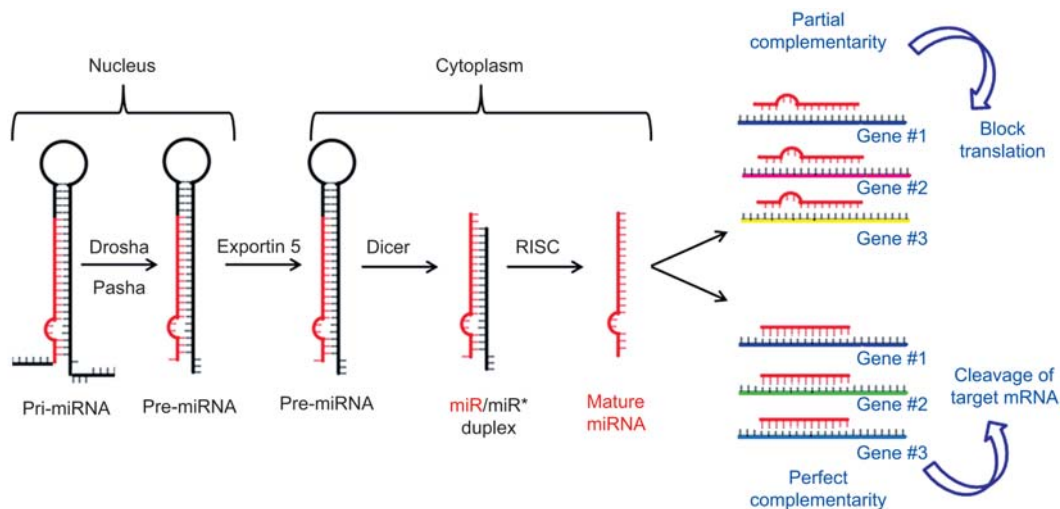 Nucleus
Cytoplasm
Drosha
Pasha
Exportin 5
Dicer
RISC
Pri-miRNA
Pre-miRNA
Pre-miRNA
miR/miR*
duplex
Mature
miRNA
Partial
complementarity
Gene #1
Gene #2
Gene #3
Block
translation
Gene #1
Gene #2
Gene #3
Perfect
complementarity
Cleavage of
target mRNA